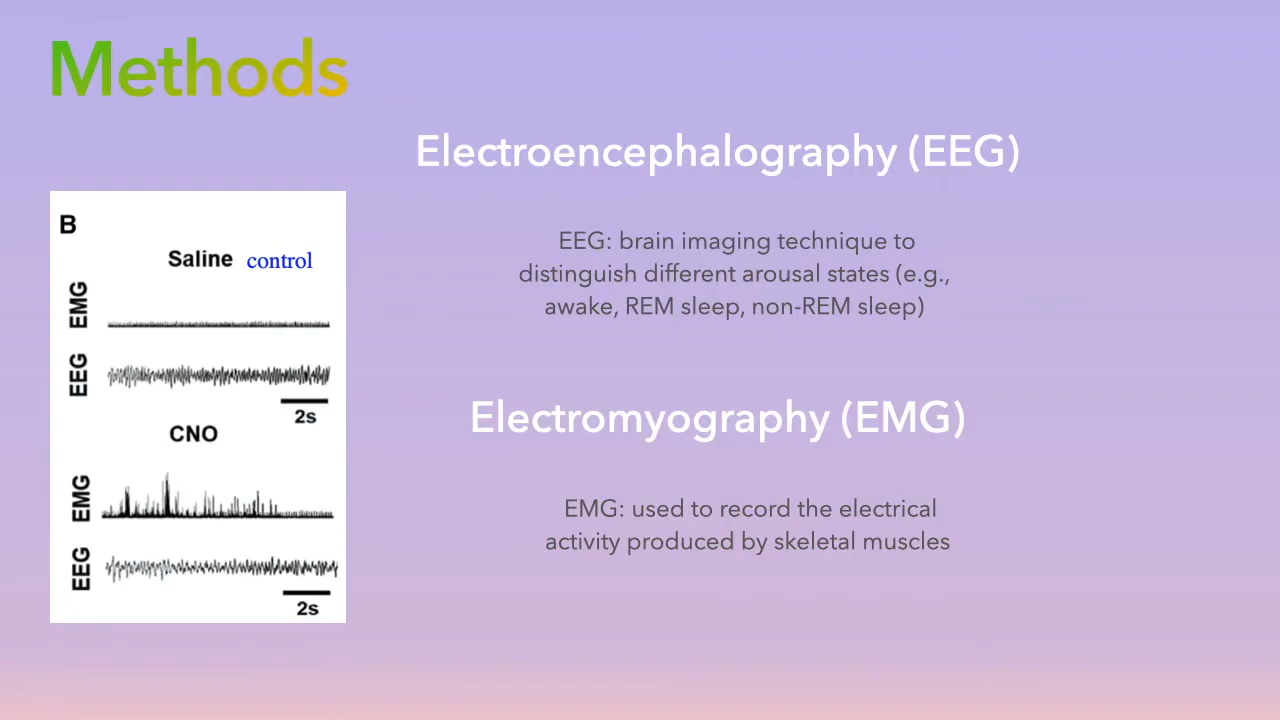 Methods
Electroencephalography (EEG)
EEG: brain imaging technique to
distinguish different arousal states (e.g.,
awake, REM sleep, non-REM sleep)
Electromyography (EMG)
EMG: used to record the electrical
activity produced by skeletal muscles
B
Saline control
EMG
EEG
2s
CNO
EMG
EEG
2s